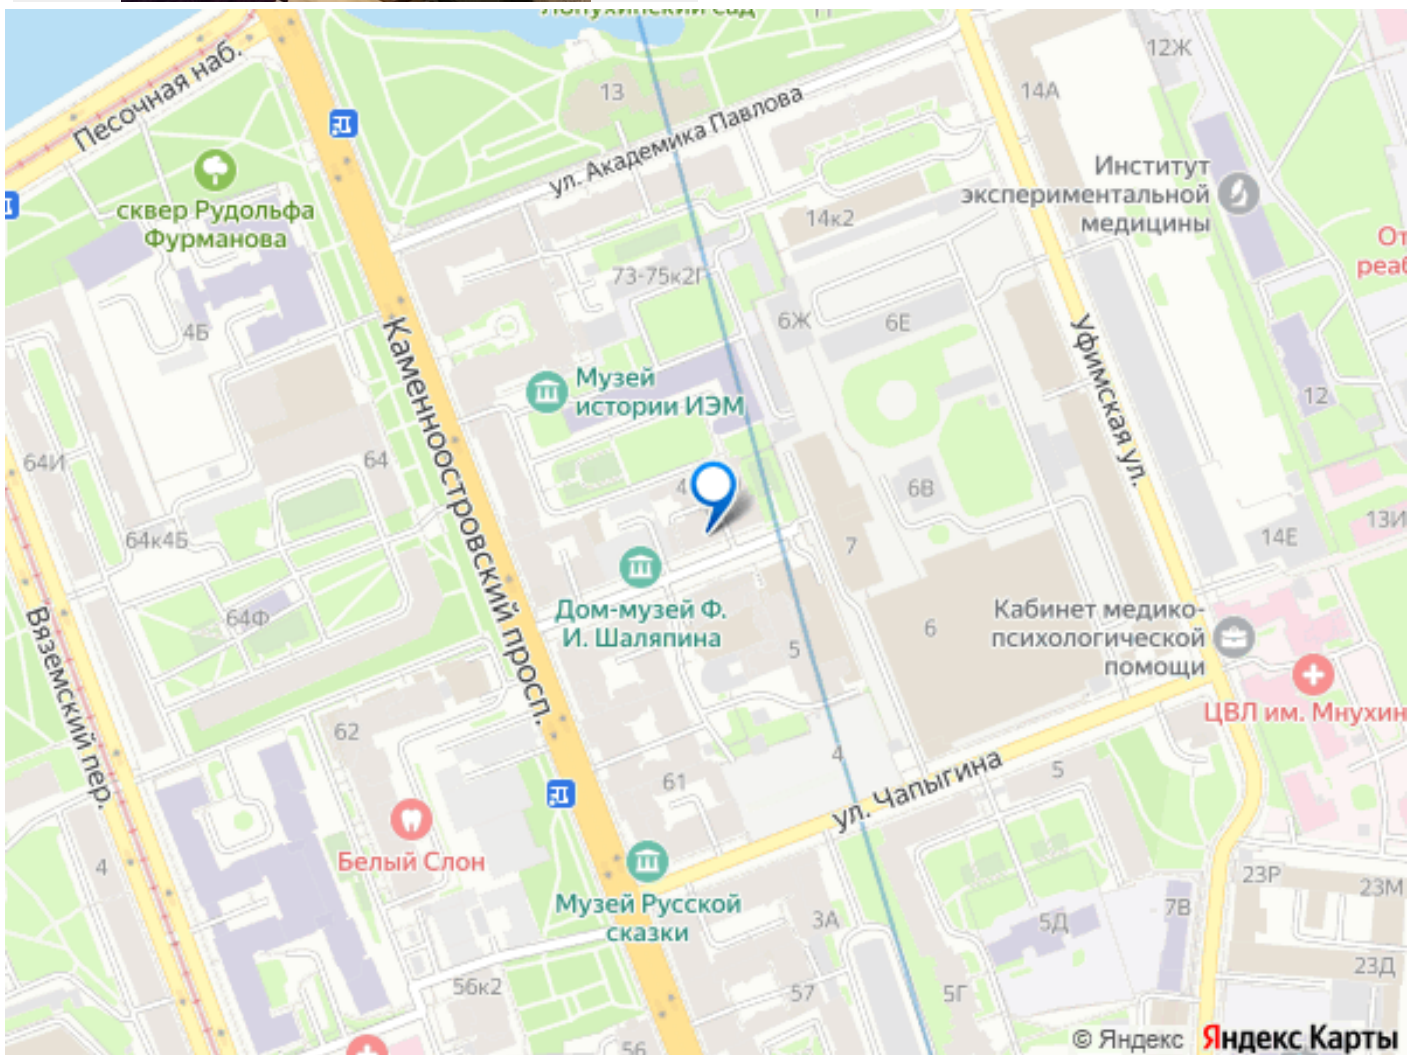 Лопухинский сад
11
12Ж
Песочная наб.
13
14А
ул. Академика Павлова
Институт
экспериментальной
медицины
сквер Рудольфа
Фурманова
14к2
73-75к2Г
4Б
6Ж
6Е
Каменноостровский просп.
Уфимская ул.
Музей
истории ИЭМ
12
64И
64
4
6В
64к4Б
7
14Е
13И
Дом-музей Ф.
И. Шаляпина
64Ф
5
6
Кабинет медико-
психологической
помощи
Вяземский пер.
ЦВЛ им. Мнухин
62
61
4
ул. Чапыгина
5
Белый Слон
4
Музей Русской
сказки
3А
5Д
7В
23Р
23М
23Д
56к2
57
5Г
56
© Яндекс Яндекс Карты